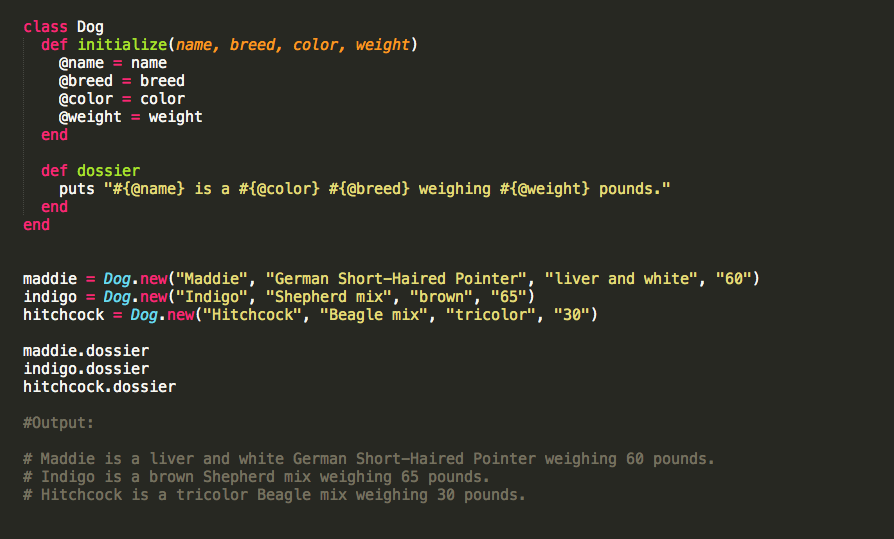 class Dog
  def initialize(name, breed, color, weight)
    @name = name
    @breed = breed
    @color = color
    @weight = weight
  end

  def dossier
    puts "#{@name} is a #{@color} #{@breed} weighing #{@weight} pounds."
  end
end

maddie = Dog.new("Maddie", "German Short-Haired Pointer", "liver and white", "60")
indigo = Dog.new("Indigo", "Shepherd mix", "brown", "65")
hitchcock = Dog.new("Hitchcock", "Beagle mix", "tricolor", "30")

maddie.dossier
indigo.dossier
hitchcock.dossier

#Output:

# Maddie is a liver and white German Short-Haired Pointer weighing 60 pounds.
# Indigo is a brown Shepherd mix weighing 65 pounds.
# Hitchcock is a tricolor Beagle mix weighing 30 pounds.